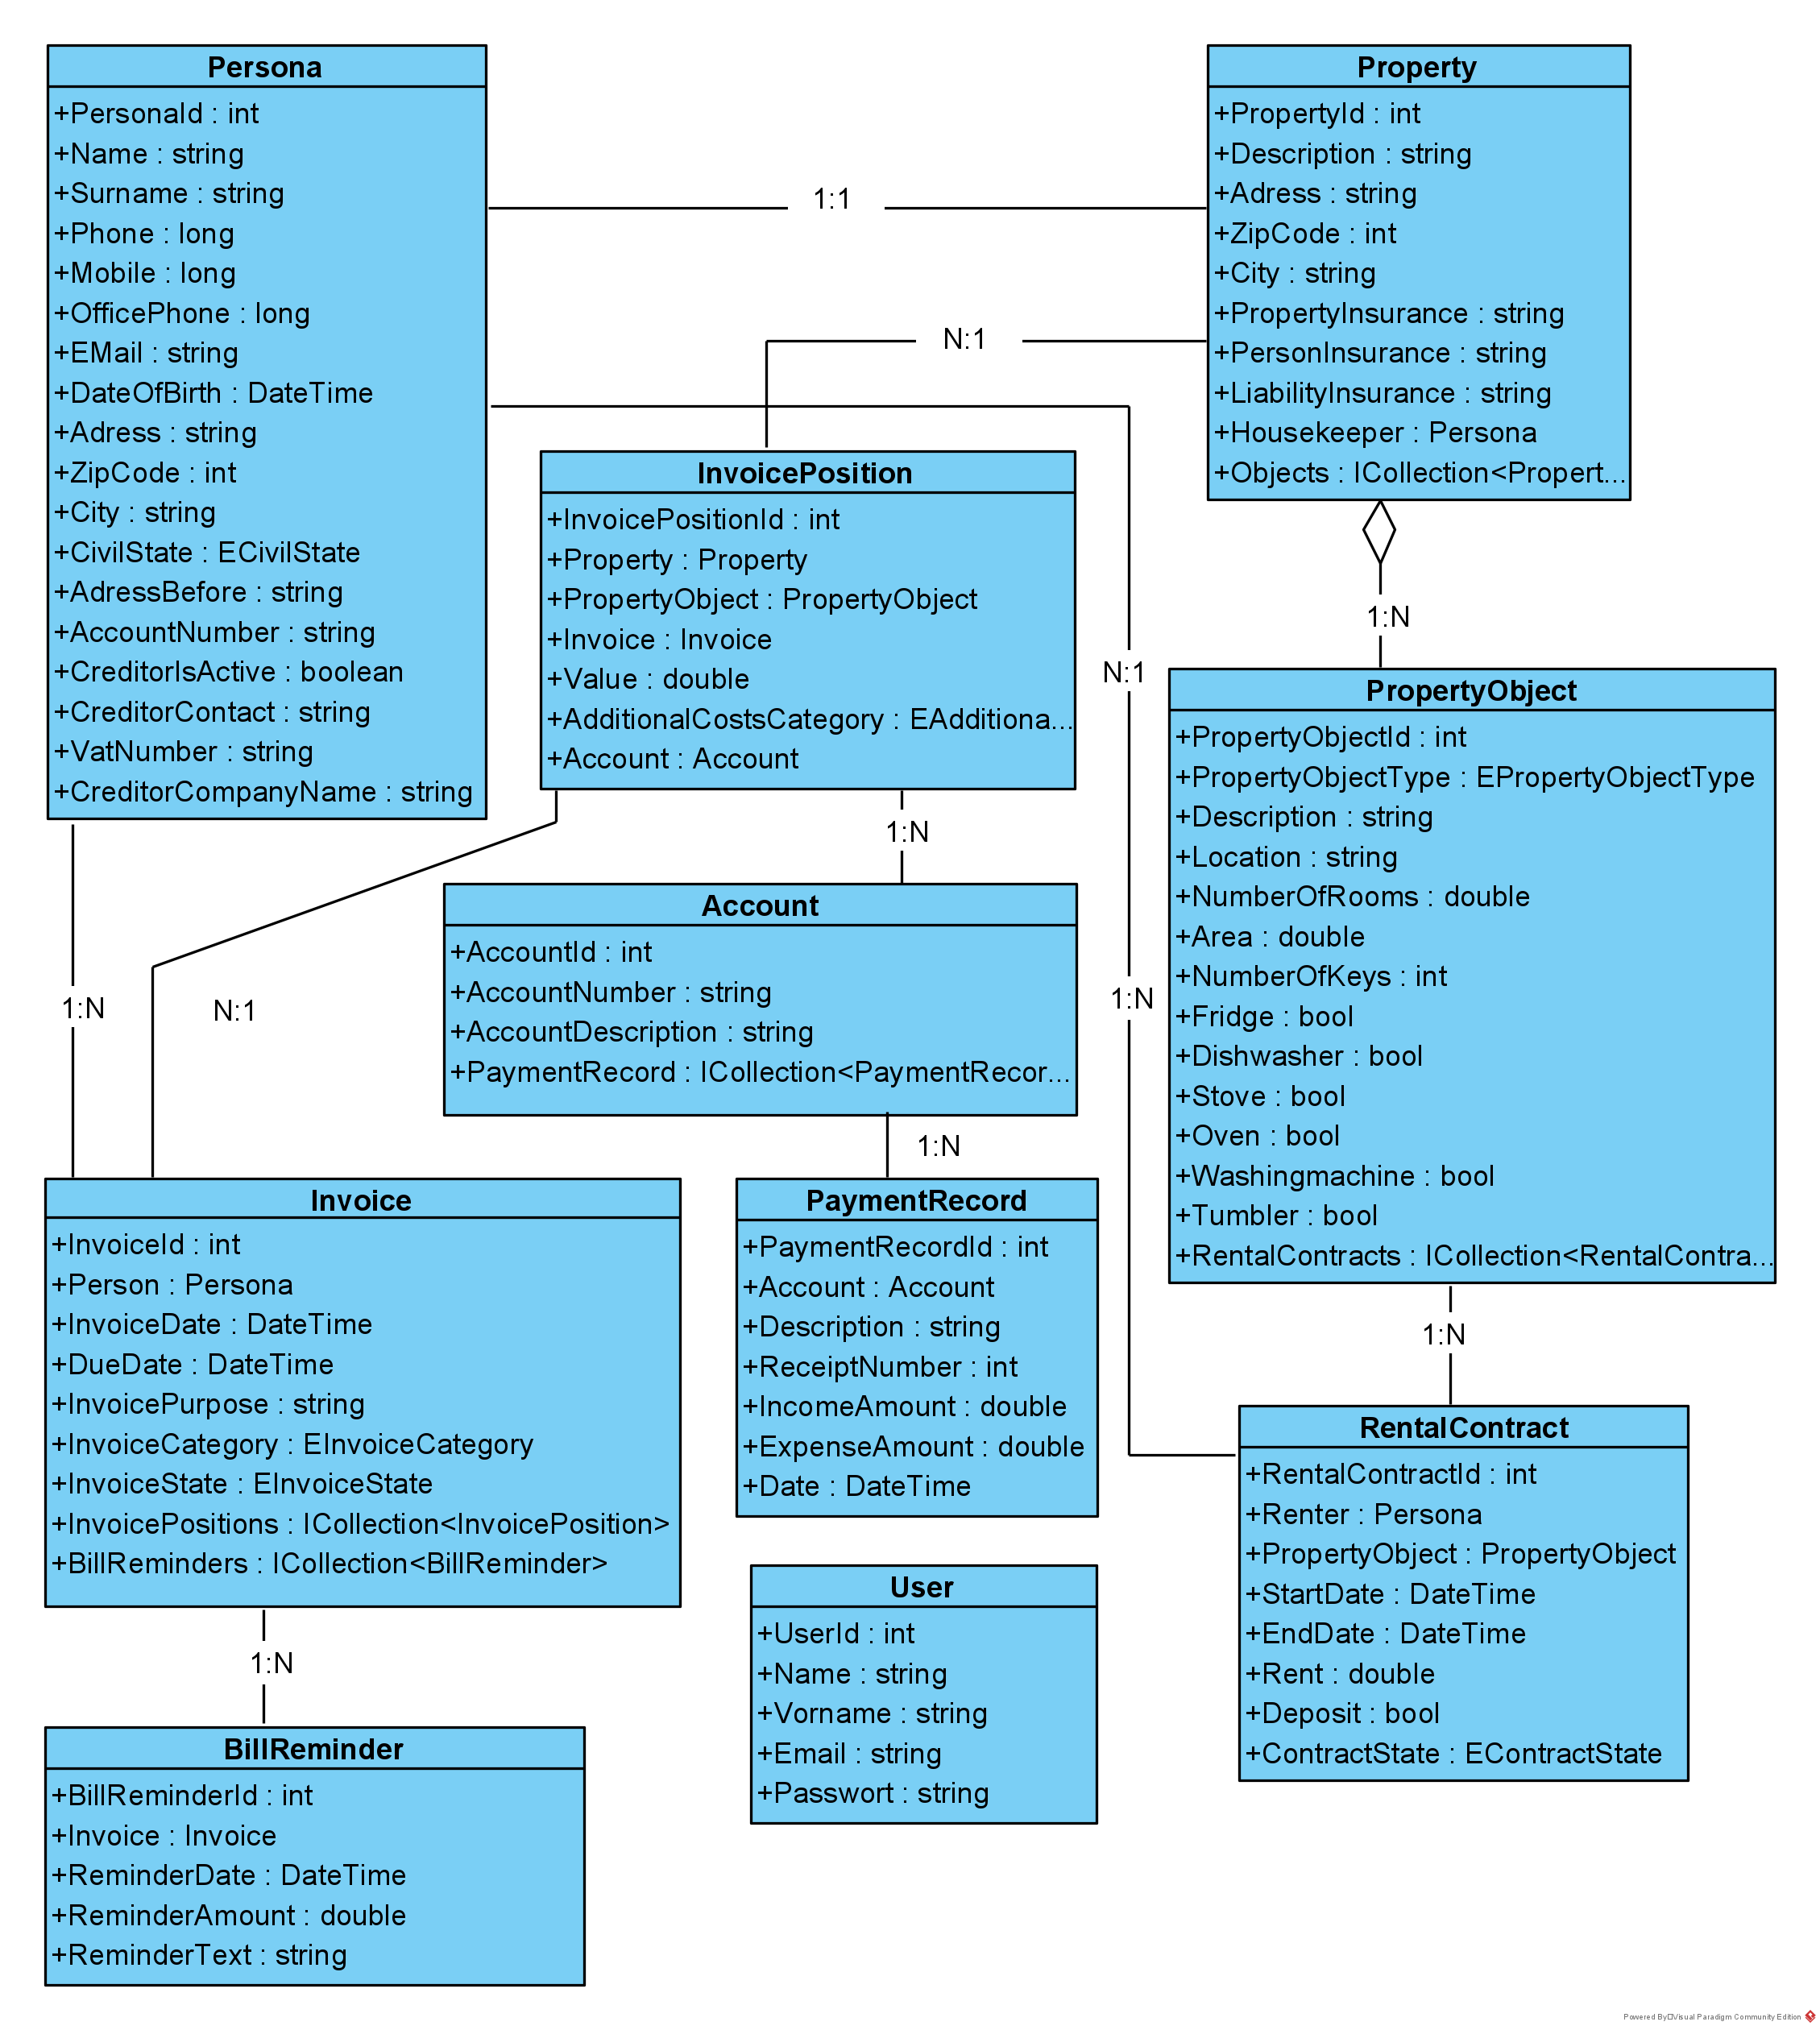 Persona
+PersonaId : int
+Name : string
+Surname : string
+Phone : long
+Mobile : long
+OfficePhone : long
+EMail : string
+DateOfBirth : DateTime
+Adress : string
+ZipCode : int
+City : string
+CivilState : ECivilState
+AdressBefore : string
+AccountNumber : string
+CreditorIsActive : boolean
+CreditorContact : string
+VatNumber : string
+CreditorCompanyName : string
1:1
Property
+PropertyId : int
+Description : string
+Adress : string
+ZipCode : int
+City : string
+PropertyInsurance : string
+PersonInsurance : string
+LiabilityInsurance : string
+Housekeeper : Persona
+Objects : ICollection<Propert...
N:1
InvoicePosition
+InvoicePositionId : int
+Property : Property
+PropertyObject : PropertyObject
+Invoice : Invoice
+Value : double
+AdditionalCostsCategory : EAdditiona...
+Account : Account
1:N
N:1
1:N
PropertyObject
+PropertyObjectId : int
+PropertyObjectType : EPropertyObjectType
+Description : string
+Location : string
+NumberOfRooms : double
+Area : double
+NumberOfKeys : int
+Fridge : bool
+Dishwasher : bool
+Stove : bool
+Oven : bool
+Washingmachine : bool
+Tumbler : bool
+RentalContracts : ICollection<RentalContra...
1:N
Account
+AccountId : int
+AccountNumber : string
+AccountDescription : string
+PaymentRecord : ICollection<PaymentRecor...
1:N
N:1
1:N
1:N
Invoice
+InvoiceId : int
+Person : Persona
+InvoiceDate : DateTime
+DueDate : DateTime
+InvoicePurpose : string
+InvoiceCategory : EInvoiceCategory
+InvoiceState : EInvoiceState
+InvoicePositions : ICollection<InvoicePosition>
+BillReminders : ICollection<BillReminder>
PaymentRecord
+PaymentRecordId : int
+Account : Account
+Description : string
+ReceiptNumber : int
+IncomeAmount : double
+ExpenseAmount : double
+Date : DateTime
RentalContract
+RentalContractId : int
+Renter : Persona
+PropertyObject : PropertyObject
+StartDate : DateTime
+EndDate : DateTime
+Rent : double
+Deposit : bool
+ContractState : EContractState
User
+UserId : int
+Name : string
+Vorname : string
+Email : string
+Passwort : string
1:N
BillReminder
+BillReminderId : int
+Invoice : Invoice
+ReminderDate : DateTime
+ReminderAmount : double
+ReminderText : string
Powered By□Visual Paradigm Community Edition